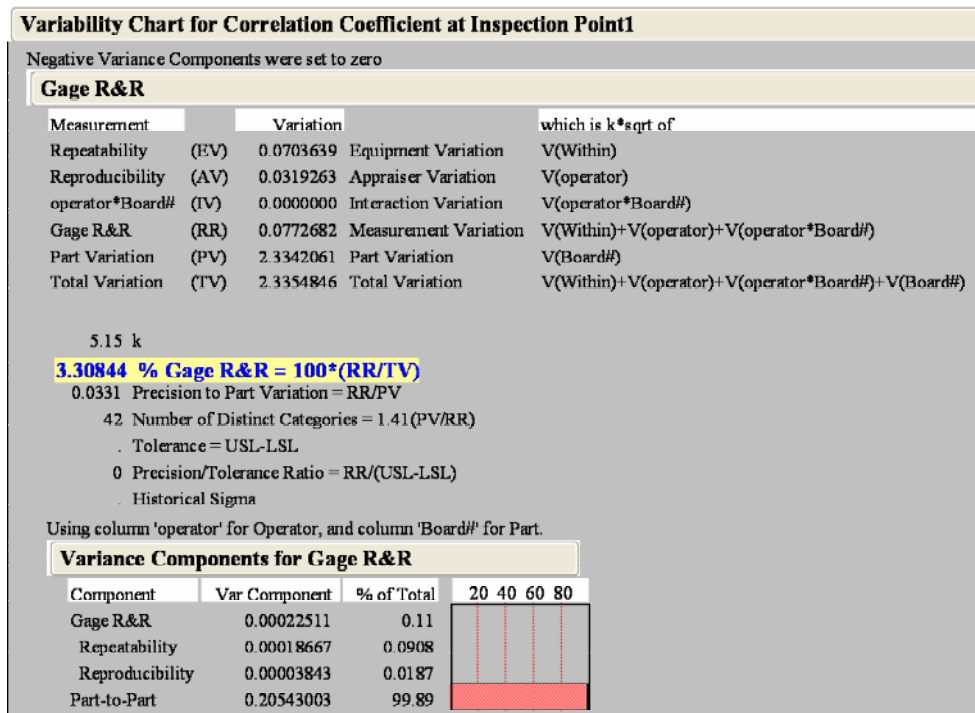 Variability Chart for Correlation Coefficient at Inspection Point1
Negative Variance Components were set to zero
Gage R&R
Measurement Variation which is k*sqrt of
Repeatability (EV) 0.0703639 Equipment Variation V(Within)
Reproducibility (AV) 0.0319263 Appraiser Variation V(operator)
operator*Board# (IV) 0.0000000 Interaction Variation V(operator*Board#)
Gage R&R (RR) 0.0772682 Measurement Variation V(Within)+V(operator)+V(operator*Board#)
Part Variation (PV) 2.3342061 Part Variation V(Board#)
Total Variation (TV) 2.3354846 Total Variation V(Within)+V(operator)+V(operator*Board#)+V(Board#)
5.15 k
3.30844 % Gage R&R = 100*(RR/TV)
0.0331 Precision to Part Variation = RR/PV
42 Number of Distinct Categories = 1.41(PV/RR)
. Tolerance = USL-LSL
0 Precision/Tolerance Ratio = RR/(USL-LSL)
. Historical Sigma
Using column 'operator' for Operator, and column 'Board#' for Part.
Variance Components for Gage R&R
Component Var Component % of Total 20 40 60 80
Gage R&R 0.00022511 0.11
Repeatability 0.00018667 0.0908
Reproducibility 0.00003843 0.0187
Part-to-Part 0.20543003 99.89